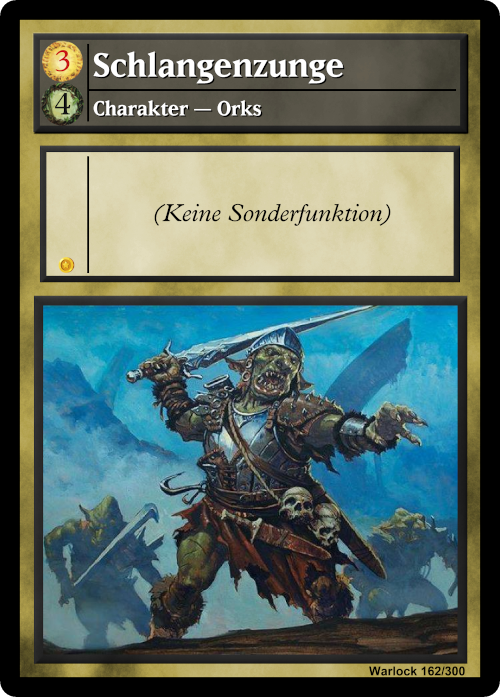 3
Schlangenzunge
4
Charakter — Orks
(Keine Sonderfunktion)
Warlock 162/300